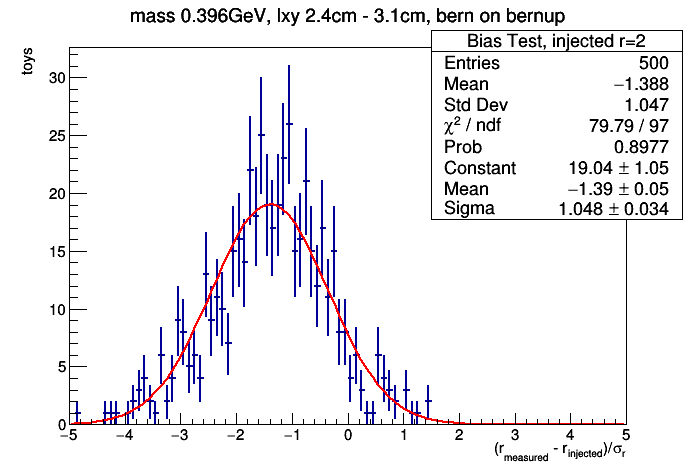 mass 0.396GeV, lxy 2.4cm - 3.1cm, bern on bernup
Bias Test, injected r=2
Entries 500
Mean −1.388
Std Dev 1.047
χ² / ndf 79.79 / 97
Prob 0.8977
Constant 19.04 ± 1.05
Mean −1.39 ± 0.05
Sigma 1.048 ± 0.034
toys
30
25
20
15
10
5
0
−5 −4 −3 −2 −1 0 1 2 3 4 5
(r_measured - r_injected)/σ_r